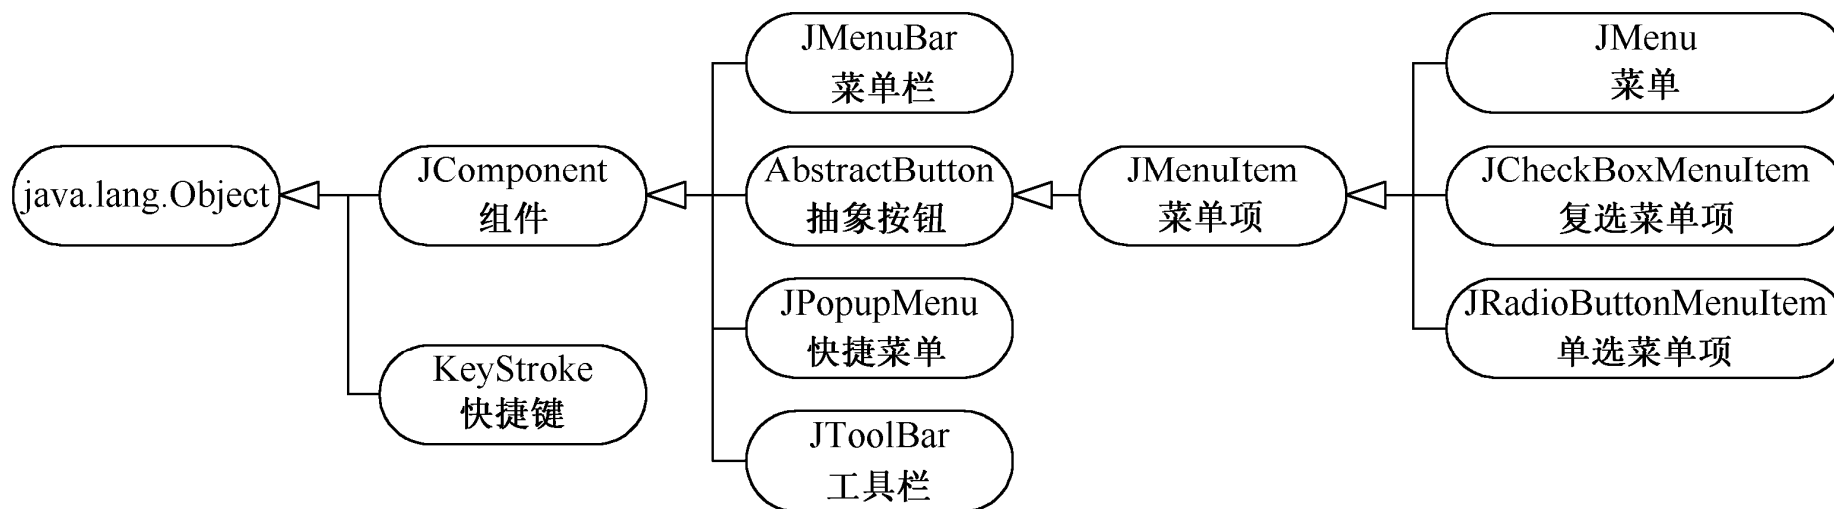 java.lang.Object
JComponent
组件
KeyStroke
快捷键
JMenuBar
菜单栏
AbstractButton
抽象按钮
JPopupMenu
快捷菜单
JToolBar
工具栏
JMenuItem
菜单项
JMenu
菜单
JCheckBoxMenuItem
复选菜单项
JRadioButtonMenuItem
单选菜单项